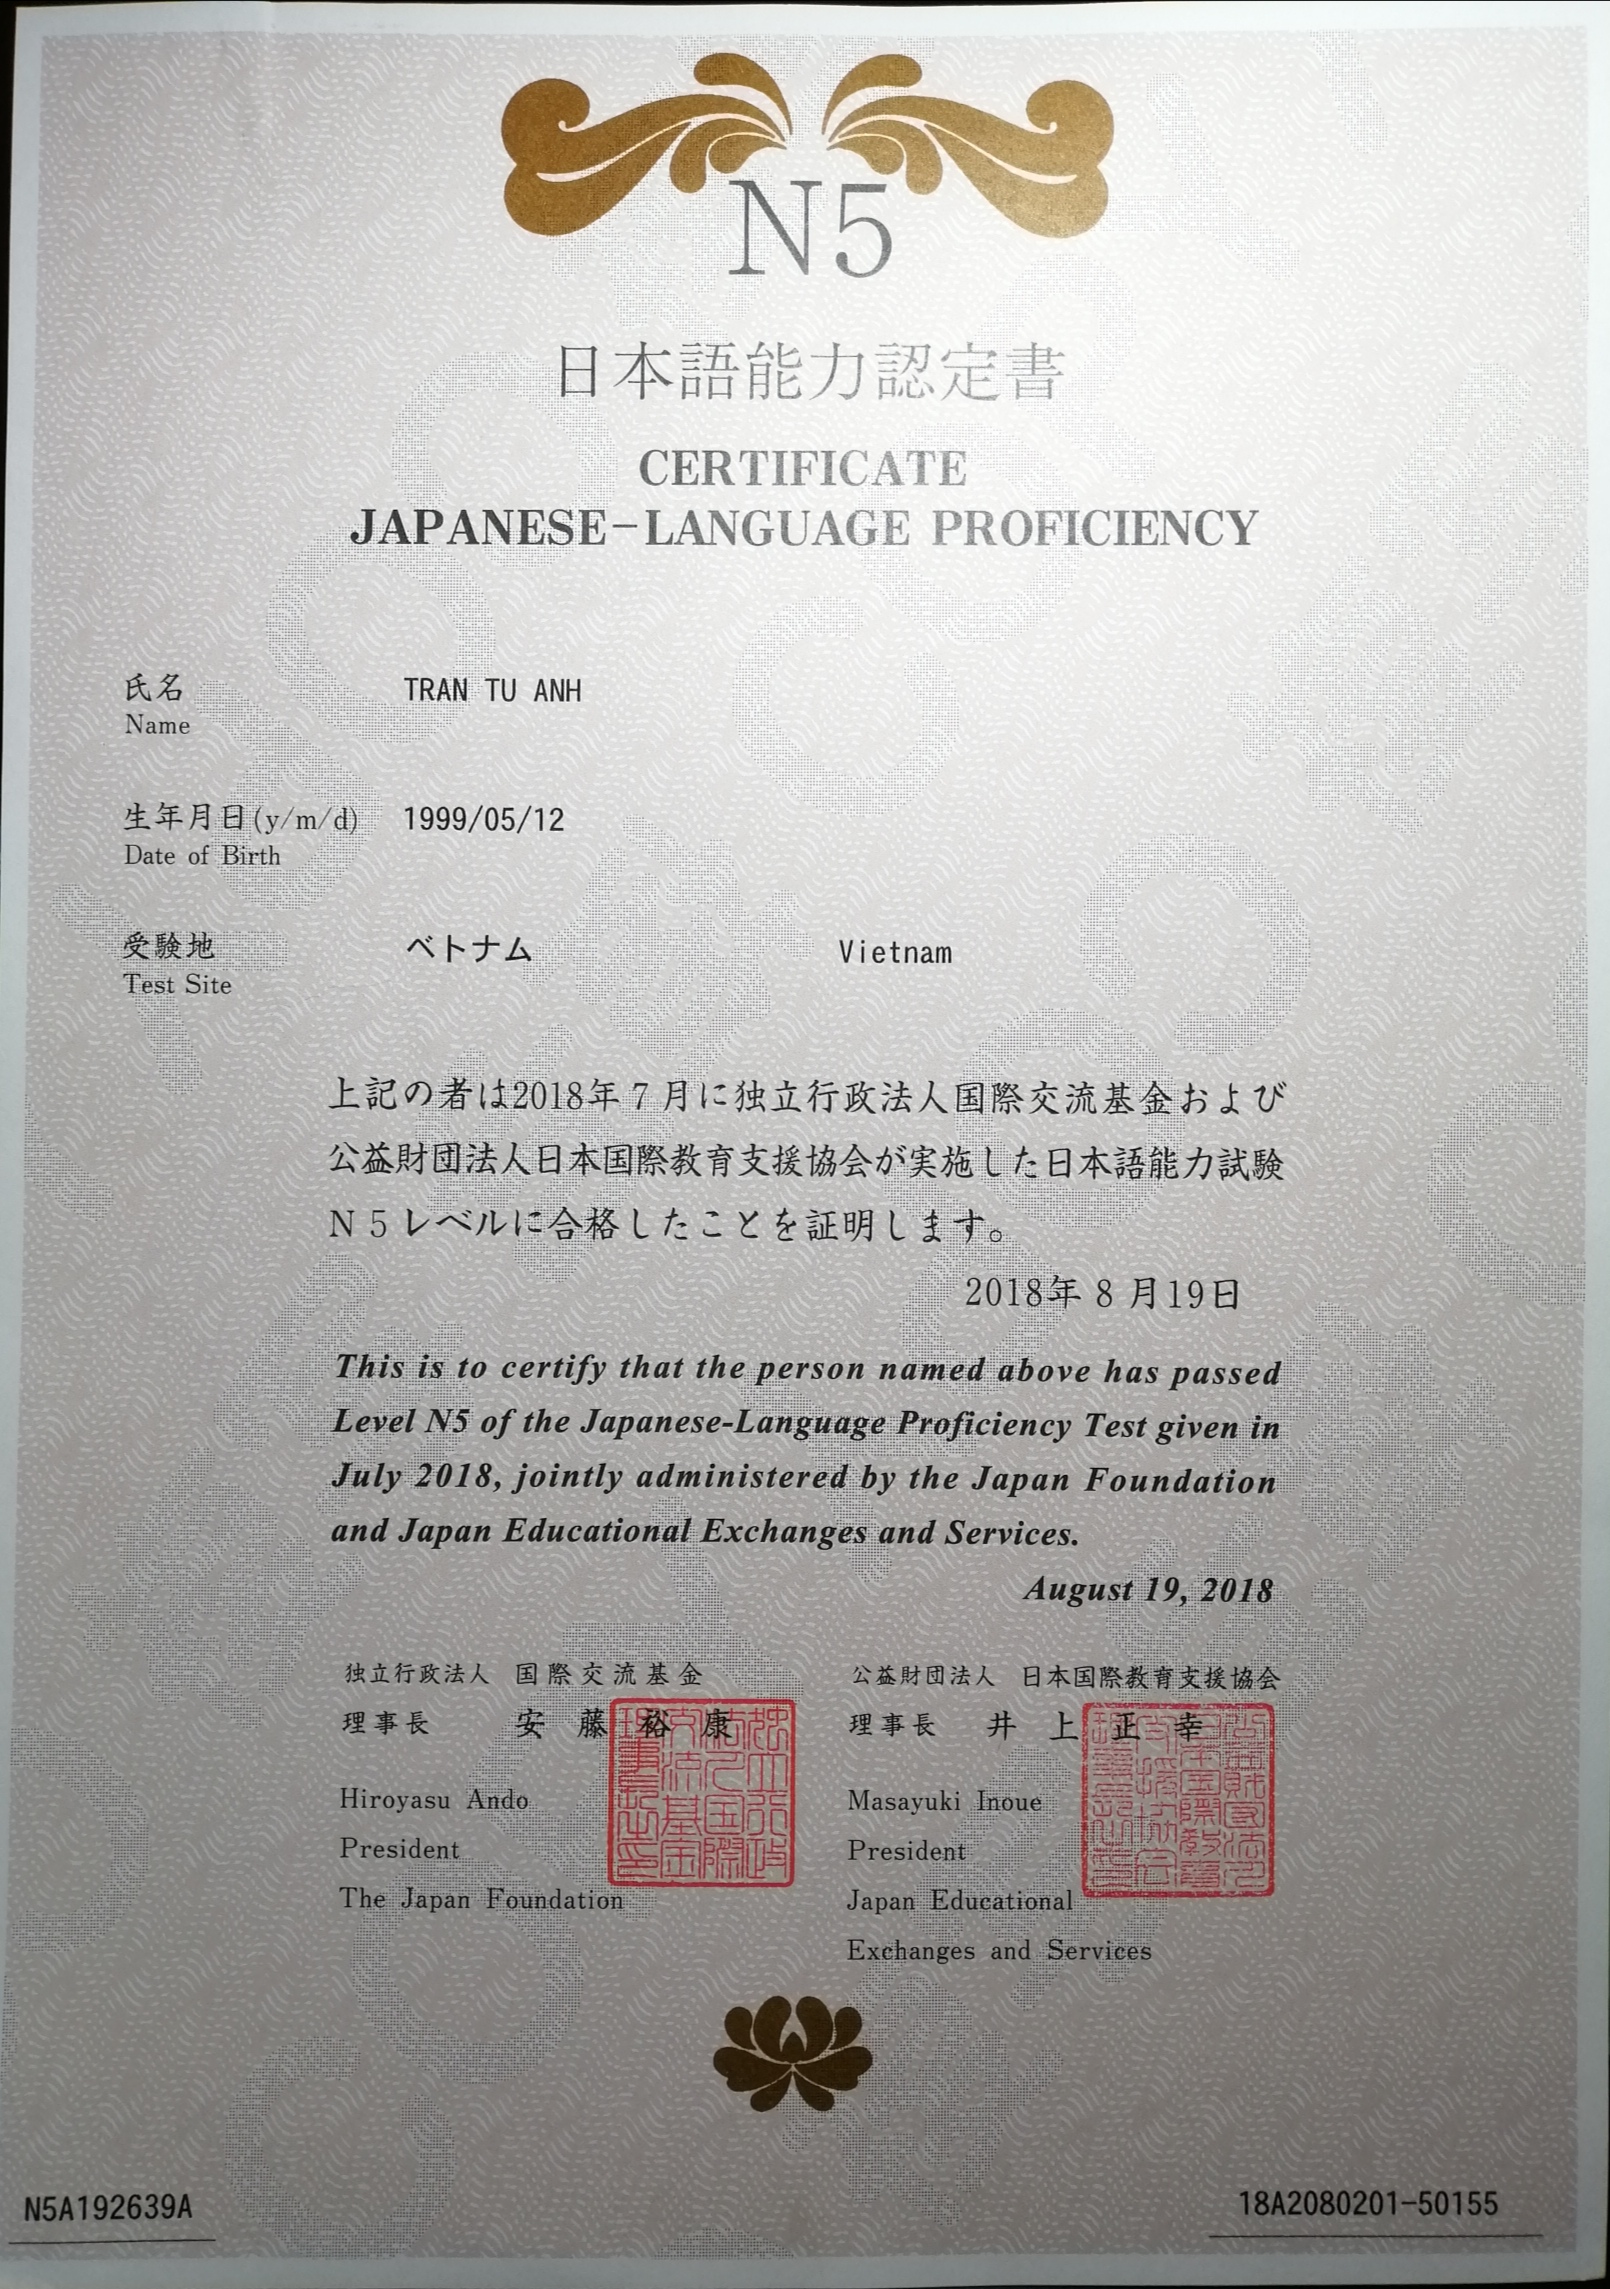 N5
日本語能力認定書
CERTIFICATE
JAPANESE-LANGUAGE PROFICIENCY
氏名 TRAN TU ANH
Name
生年月日(y/m/d) 1999/05/12
Date of Birth
受験地 ベトナム Vietnam
Test Site
上記の者は2018年7月に独立行政法人国際交流基金および
公益財団法人日本国際教育支援協会が実施した日本語能力試験
N5レベルに合格したことを証明します。
2018年8月19日
This is to certify that the person named above has passed
Level N5 of the Japanese-Language Proficiency Test given in
July 2018, jointly administered by the Japan Foundation
and Japan Educational Exchanges and Services.
August 19, 2018
独立行政法人 国際交流基金
理事長 安藤裕康
Hiroyasu Ando
President
The Japan Foundation
公益財団法人 日本国際教育支援協会
理事長 井上正幸
Masayuki Inoue
President
Japan Educational
Exchanges and Services
N5A192639A
18A2080201-50155